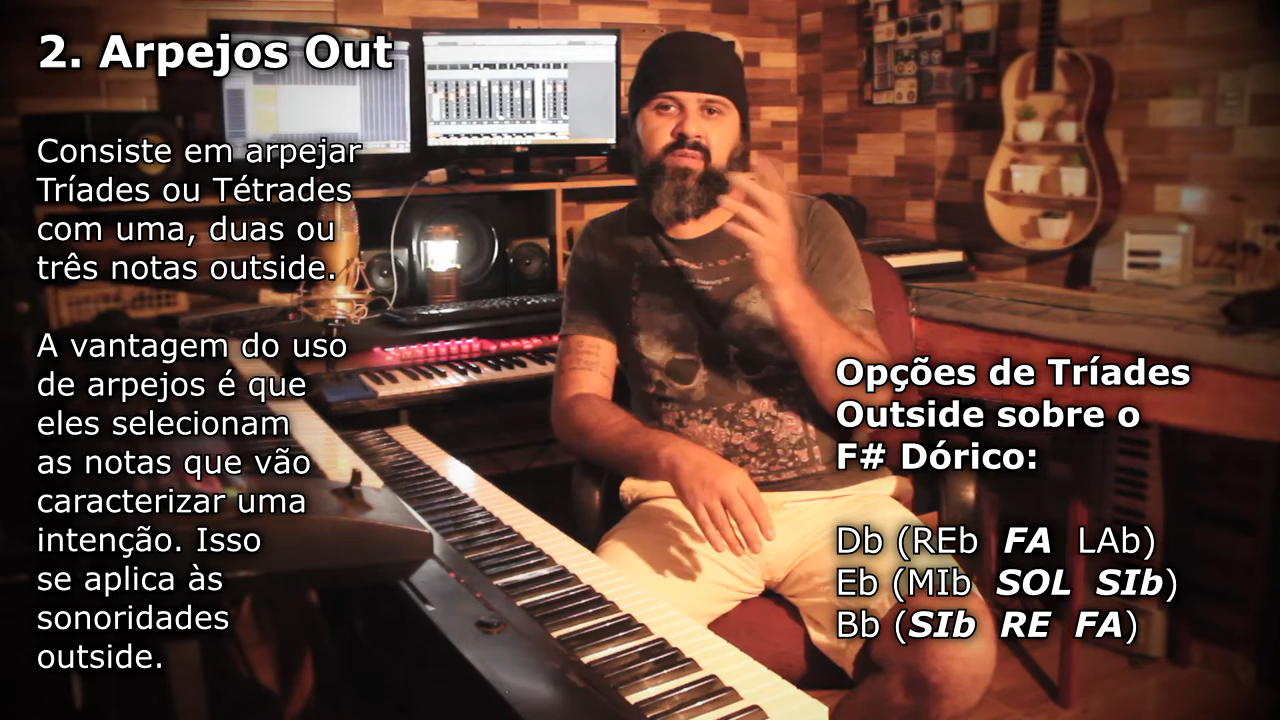 2. Arpejos Out
Consiste em arpejar
Tríades ou Tétrades
com uma, duas ou
três notas outside.
A vantagem do uso
de arpejos é que
eles selecionam
as notas que vão
caracterizar uma
intenção. Isso
se aplica às
sonoridades
outside.
Opções de Tríades
Outside sobre o
F# Dórico:
Db (REb FA LAb)
Eb (MIb SOL SIb)
Bb (SIb RE FA)